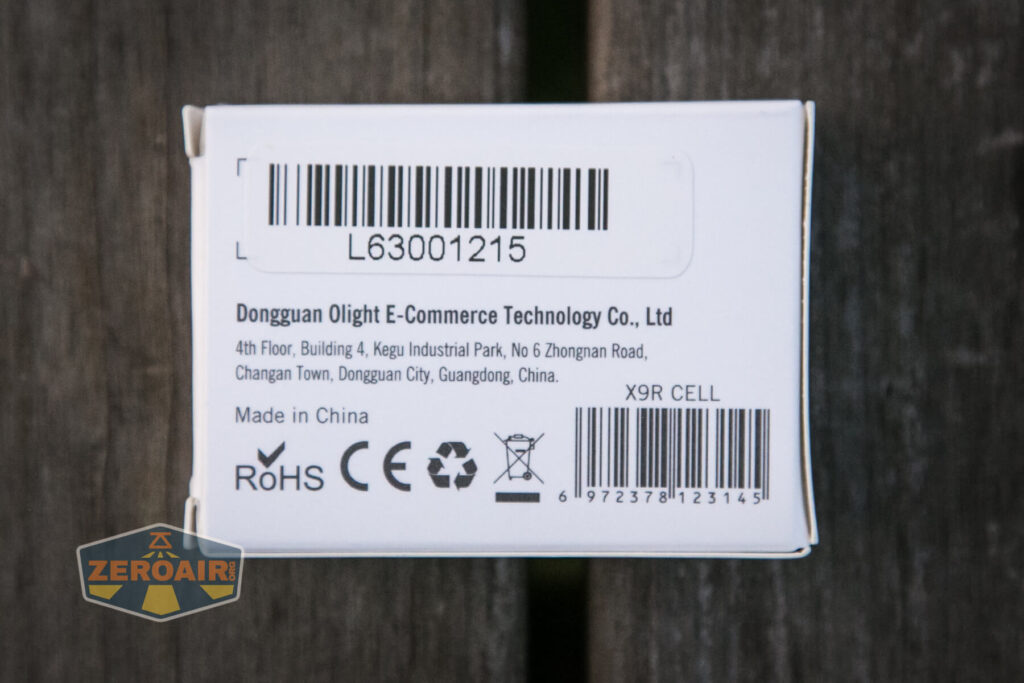 L63001215
Dongguan Olight E-Commerce Technology Co., Ltd
4th Floor, Building 4, Kegu Industrial Park, No 6 Zhongnan Road,
Changan Town, Dongguan City, Guangdong, China.
X9R CELL
Made in China
RoHS CE
6 972378 123145
ZEROAIR.ORG